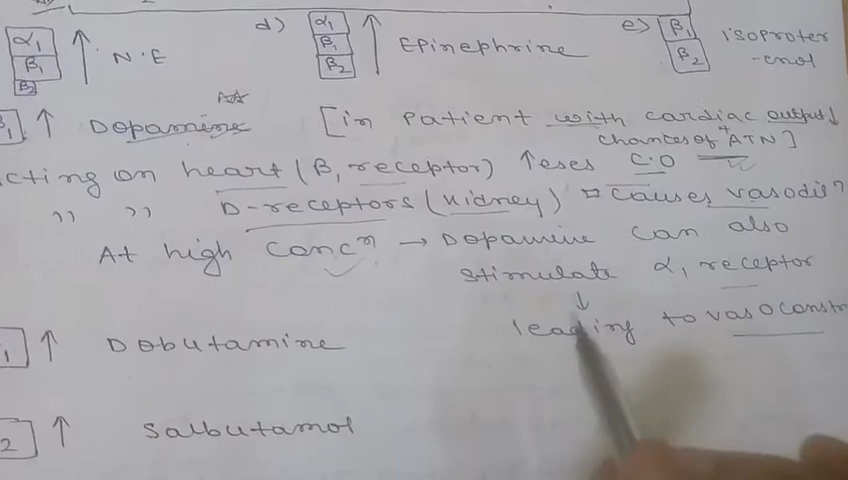 α1 β1 β2 ↑ N.E
d) α1 β1 β2 ↑ Epinephrine
e) β1 β2 isoproter
-enol
β1 ↑ Dopamine [in patient with cardiac output↓
+ chances of ATN]
cting on heart (β1 receptor) ↑eses C.O
" " D-receptors (Kidney) causes vasodiln
At high Concn → Dopamine can also
stimulate α1 receptor
↓
leading to vasoconstr
1 ↑ Dobutamine
2 ↑ Salbutamol